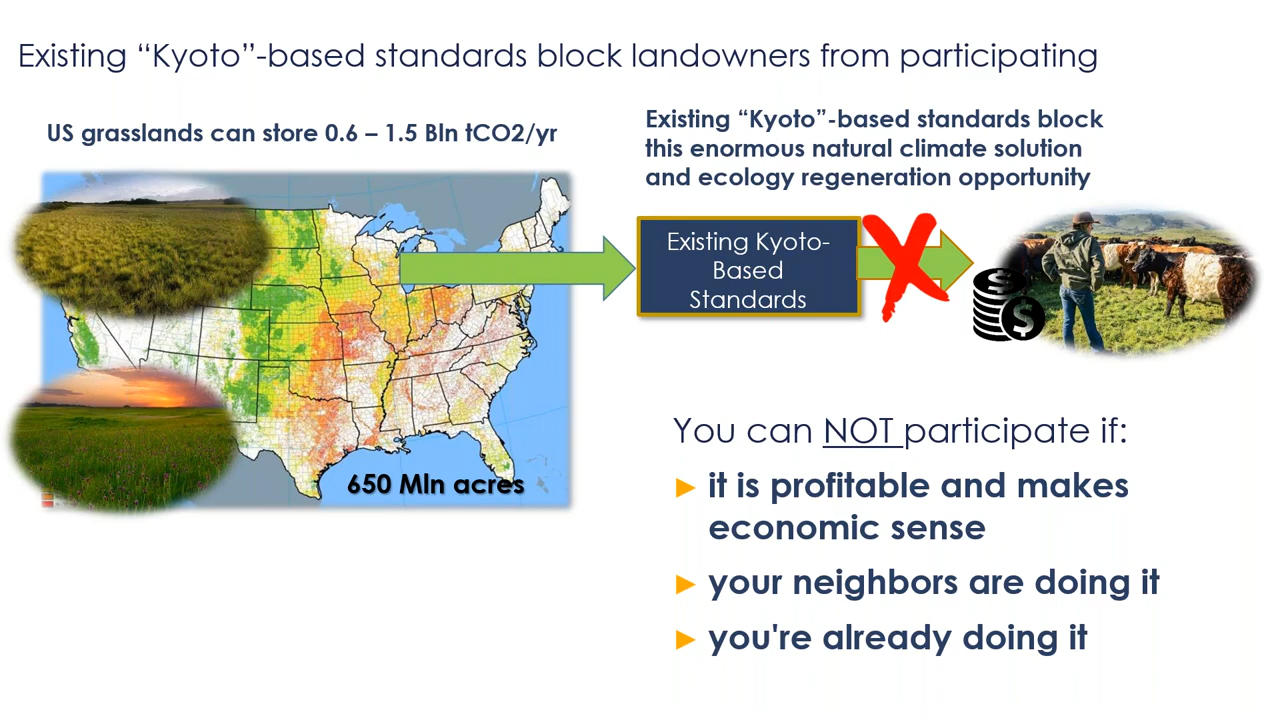 Existing “Kyoto”-based standards block landowners from participating
US grasslands can store 0.6 – 1.5 Bln tCO2/yr
650 Mln acres
Existing “Kyoto”-based standards block
this enormous natural climate solution
and ecology regeneration opportunity
Existing Kyoto-
Based
Standards
$
$
You can NOT participate if:
► it is profitable and makes
economic sense
► your neighbors are doing it
► you're already doing it